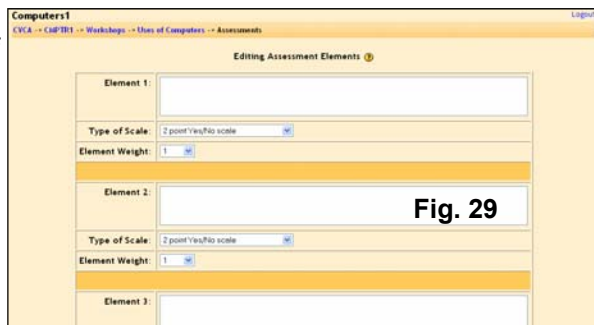 Computers1
Logout
CVCA -> CMPTR1 -> Workshops -> Uses of Computers -> Assessments
Editing Assessment Elements
Element 1:
Type of Scale: 2 point Yes/No scale
Element Weight: 1
Element 2:
Fig. 29
Type of Scale: 2 point Yes/No scale
Element Weight: 1
Element 3: